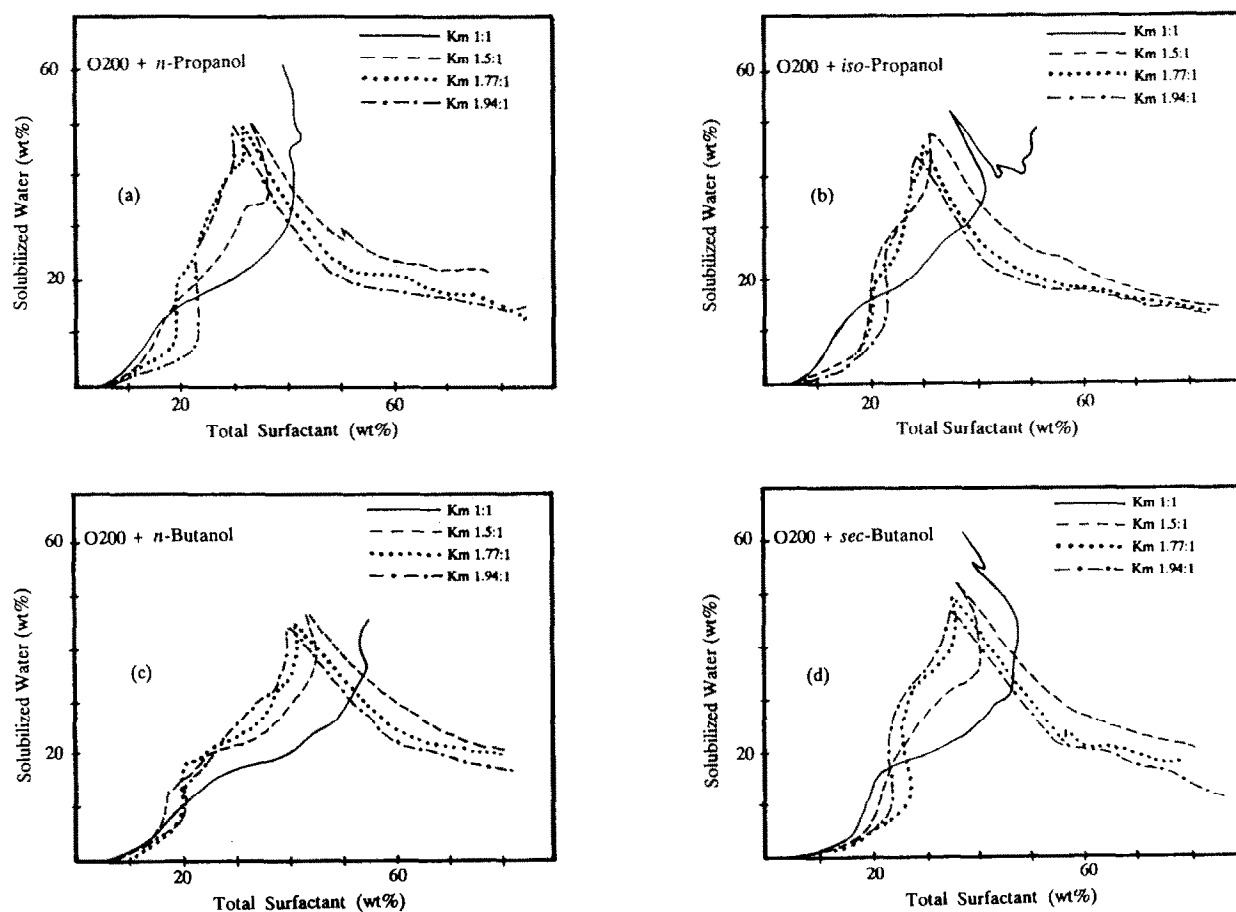 Km 1:1
Km 1.5:1
Km 1.77:1
Km 1.94:1
O200 + n-Propanol
60
20
(a)
Solubilized Water (wt%)
20
60
Total Surfactant (wt%)
Km 1:1
Km 1.5:1
Km 1.77:1
Km 1.94:1
O200 + iso-Propanol
60
20
(b)
Solubilized Water (wt%)
20
60
Total Surfactant (wt%)
Km 1:1
Km 1.5:1
Km 1.77:1
Km 1.94:1
O200 + n-Butanol
60
20
(c)
Solubilized Water (wt%)
20
60
Total Surfactant (wt%)
Km 1:1
Km 1.5:1
Km 1.77:1
Km 1.94:1
O200 + sec-Butanol
60
20
(d)
Solubilized Water (wt%)
20
60
Total Surfactant (wt%)